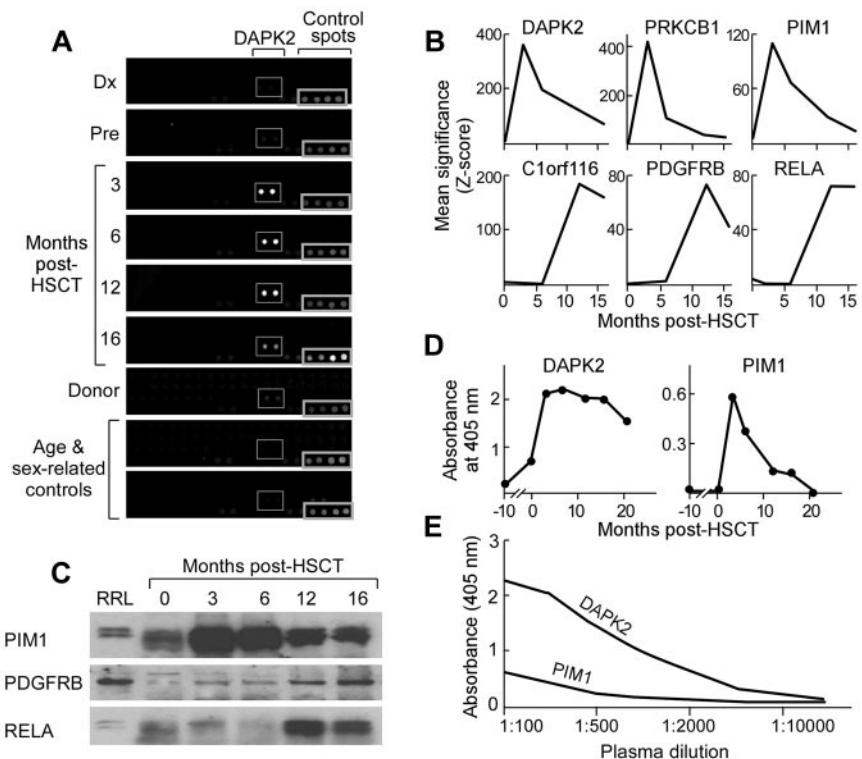 A
DAPK2
Control
spots
Dx
Pre
3
6
12
16
Months
post-
HSCT
Donor
Age &
sex-related
controls
B
DAPK2
PRKCB1
PIM1
400
200
400
200
120
60
C1orf116
PDGFRB
RELA
200
100
80
40
80
40
0 5 10 15
0 5 10 15
0 5 10 15
Mean significance
(Z-score)
Months post-HSCT
C
Months post-HSCT
RRL 0 3 6 12 16
PIM1
PDGFRB
RELA
D
DAPK2
PIM1
Absorbance
at 405 nm
2
1
0.6
0.3
-10 0 10 20
-10 0 10 20
Months post-HSCT
E
Absorbance (405 nm)
3
2
1
0
DAPK2
PIM1
1:100 1:500 1:2000 1:10000
Plasma dilution